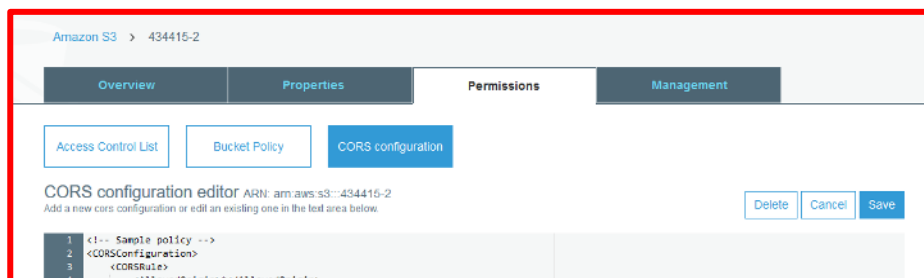 Amazon S3 > 434415-2
Overview Properties Permissions Management
Access Control List Bucket Policy CORS configuration
CORS configuration editor ARN: arn:aws:s3:::434415-2
Add a new cors configuration or edit an existing one in the text area below.
Delete Cancel Save
1 <!-- Sample policy -->
2 <CORSConfiguration>
3 <CORSRule>